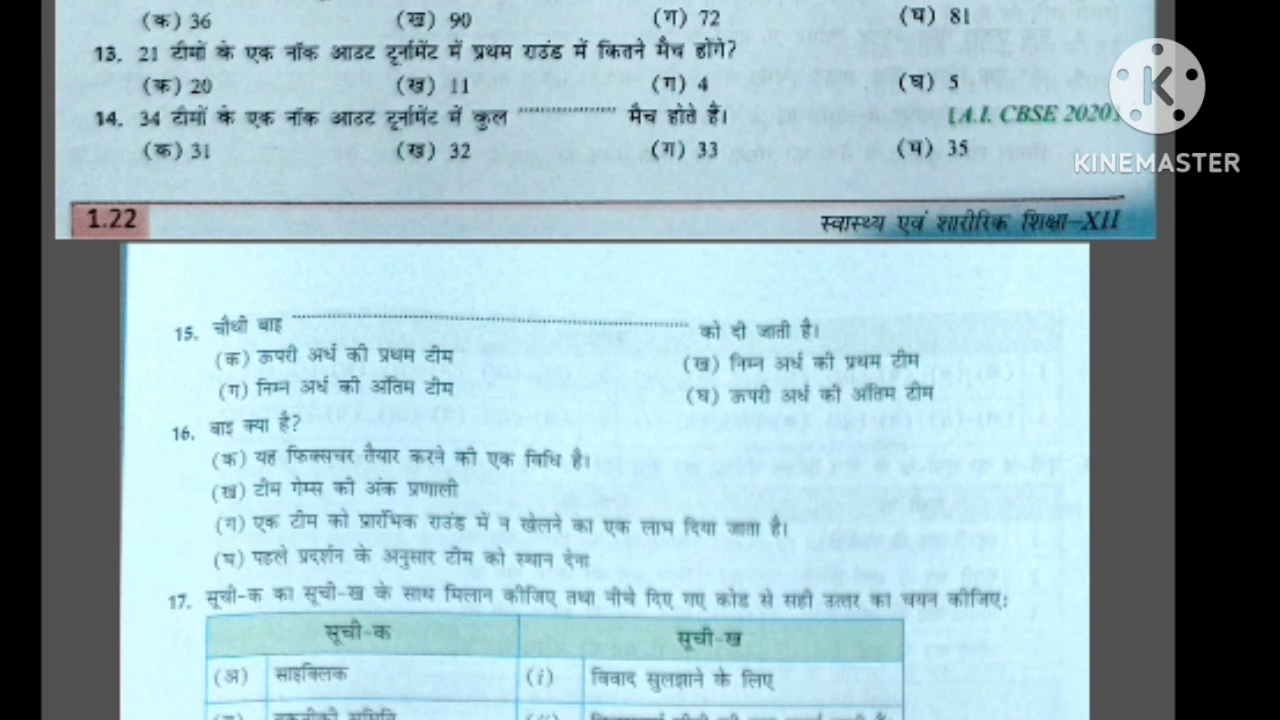 (क) 36 (ख) 90 (ग) 72 (घ) 81
13. 21 टीमों के एक नॉक आउट टूर्नामेंट में प्रथम राउंड में कितने मैच होंगे?
(क) 20 (ख) 11 (ग) 4 (घ) 5
14. 34 टीमों के एक नॉक आउट टूर्नामेंट में कुल .................. मैच होते हैं। [A.I. CBSE 2020]
(क) 31 (ख) 32 (ग) 33 (घ) 35
KINEMASTER
1.22 स्वास्थ्य एवं शारीरिक शिक्षा-XII
15. चौथी बाइ .................. को दी जाती है।
(क) ऊपरी अर्ध की प्रथम टीम (ख) निम्न अर्ध की प्रथम टीम
(ग) निम्न अर्ध की अंतिम टीम (घ) ऊपरी अर्ध की अंतिम टीम
16. बाइ क्या है?
(क) यह फिक्सचर तैयार करने की एक विधि है।
(ख) टीम गेम्स की अंक प्रणाली
(ग) एक टीम को प्रारंभिक राउंड में न खेलने का एक लाभ दिया जाता है।
(घ) पहले प्रदर्शन के अनुसार टीम को स्थान देना
17. सूची-क का सूची-ख के साथ मिलान कीजिए तथा नीचे दिए गए कोड से सही उत्तर का चयन कीजिए:
सूची-क सूची-ख
(अ) साइक्लिक (i) विवाद सुलझाने के लिए